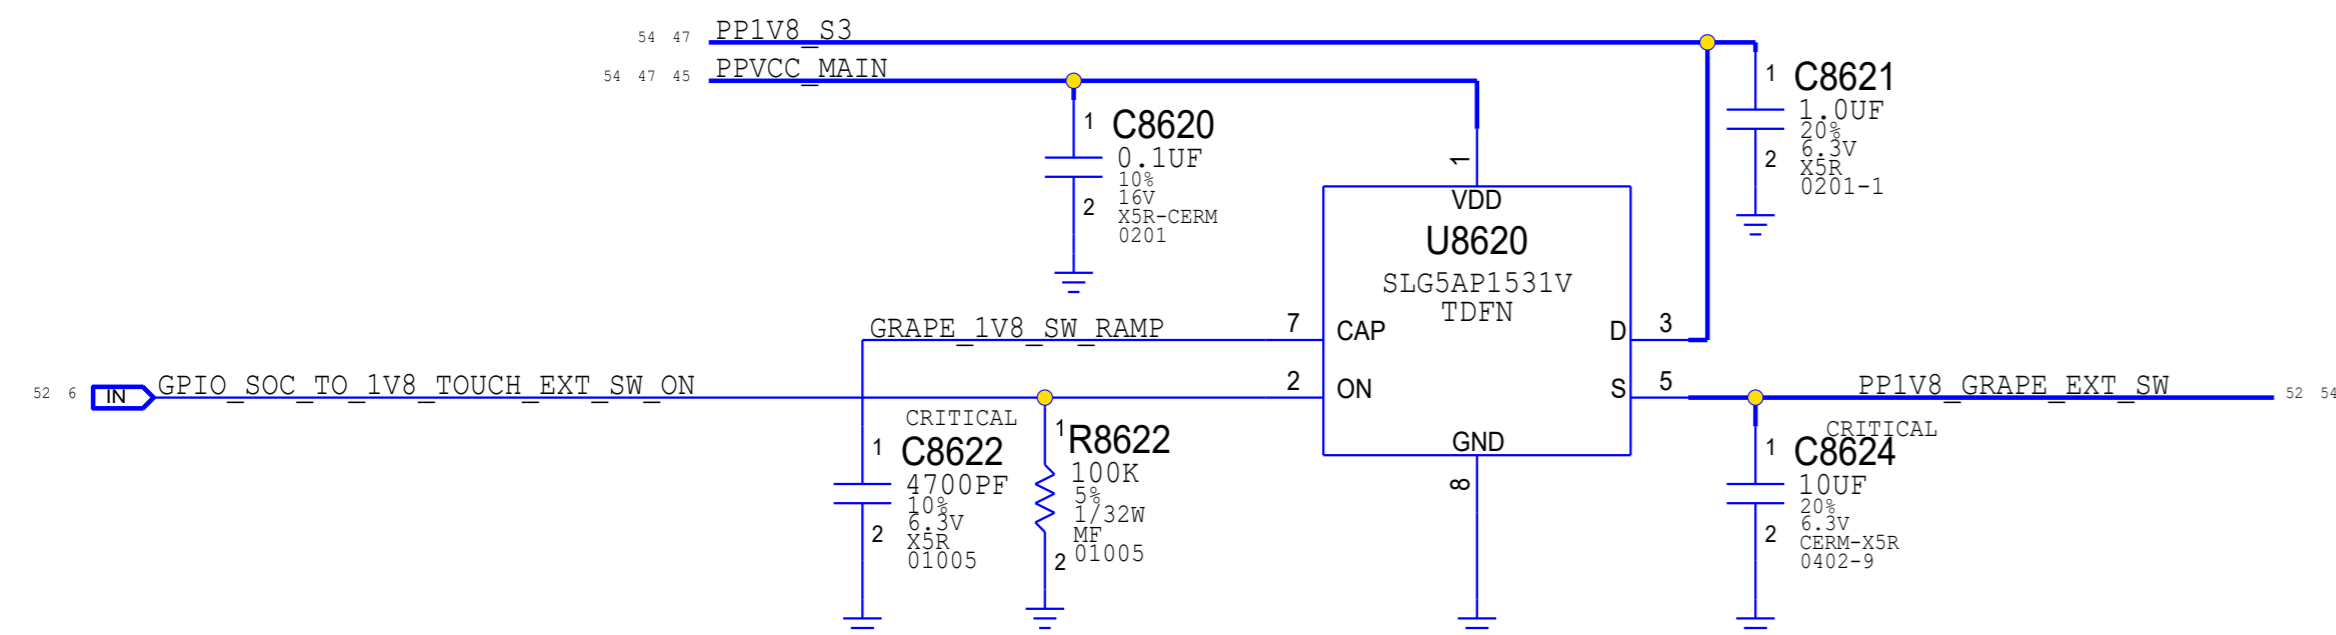 54 47 PP1V8_S3
54 47 45 PPVCC_MAIN
1 C8621
1.0UF
20%
6.3V
2 X5R
0201-1
1 C8620
0.1UF
10%
16V
2 X5R-CERM
0201
1
VDD
U8620
SLG5AP1531V
TDFN
GRAPE_1V8_SW_RAMP 7 CAP D 3
52 6 IN GPIO_SOC_TO_1V8_TOUCH_EXT_SW_ON 2 ON S 5 PP1V8_GRAPE_EXT_SW 52 54
GND
8
CRITICAL
1 C8622
4700PF
10%
6.3V
2 X5R
01005
1 R8622
100K
5%
1/32W
MF
2 01005
CRITICAL
1 C8624
10UF
20%
6.3V
2 CERM-X5R
0402-9